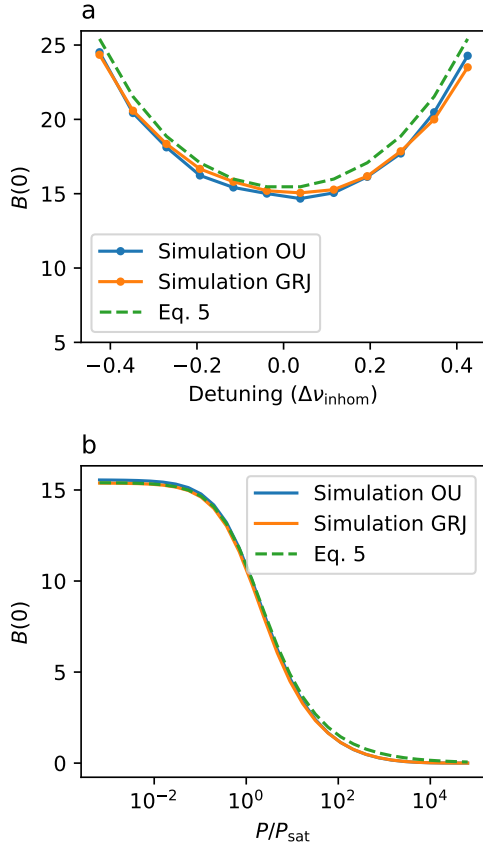 a
25
20
15
10
5
B(0)
Simulation OU
Simulation GRJ
Eq. 5
−0.4 −0.2 0.0 0.2 0.4
Detuning (Δν_inhom)
b
15
10
5
0
B(0)
Simulation OU
Simulation GRJ
Eq. 5
10⁻² 10⁰ 10² 10⁴
P/P_sat